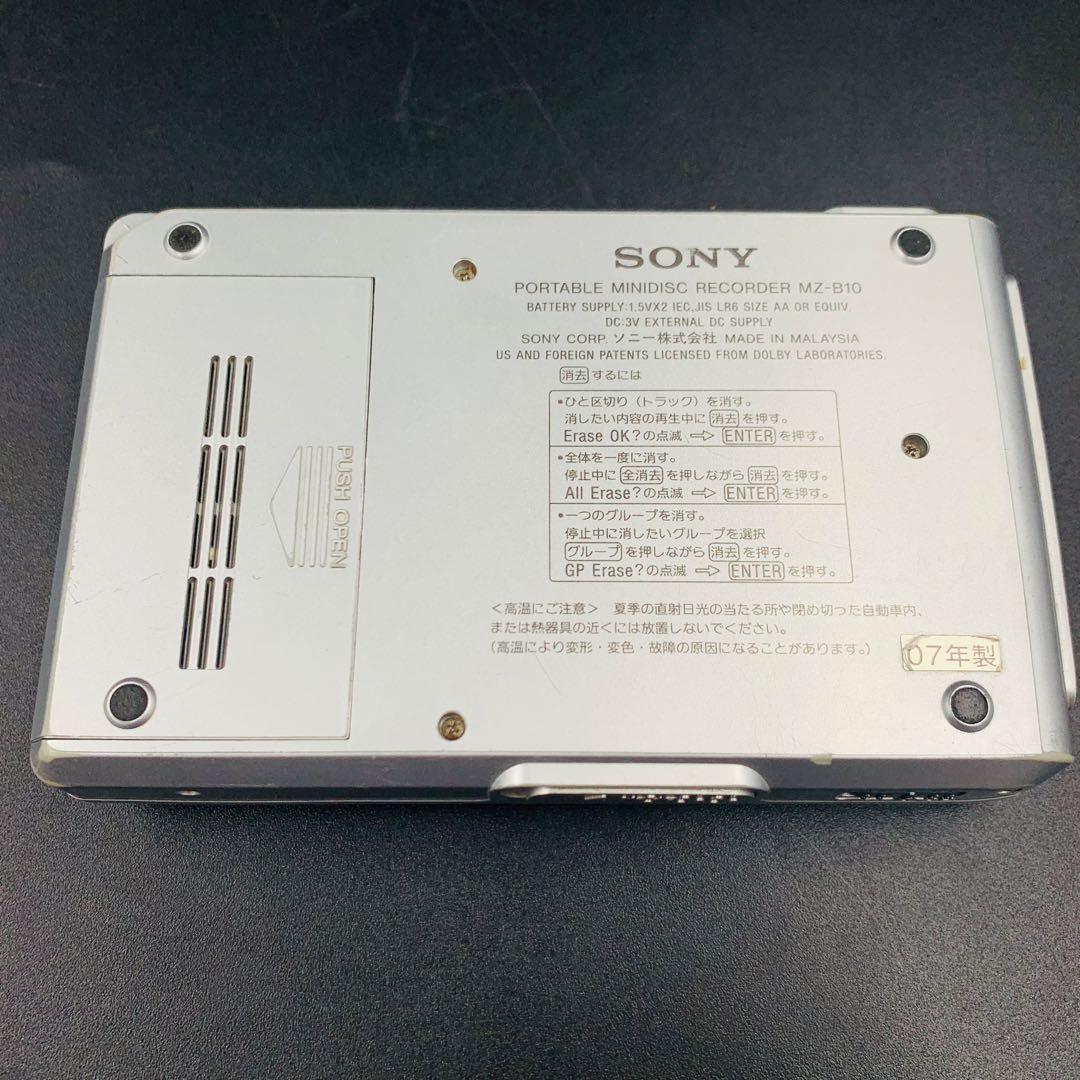 SONY
PORTABLE MINIDISC RECORDER MZ-B10
BATTERY SUPPLY:1.5VX2 IEC,JIS LR6 SIZE AA OR EQUIV.
DC:3V EXTERNAL DC SUPPLY
SONY CORP. ソニー株式会社 MADE IN MALAYSIA
US AND FOREIGN PATENTS LICENSED FROM DOLBY LABORATORIES.
消去するには
•ひと区切り（トラック）を消す。
消したい内容の再生中に消去を押す。
Erase OK?の点滅 ⇨ ENTERを押す。
•全体を一度に消す。
停止中に全消去を押しながら消去を押す。
All Erase?の点滅 ⇨ ENTERを押す。
•一つのグループを消す。
停止中に消したいグループを選択
グループを押しながら消去を押す。
GP Erase?の点滅 ⇨ ENTERを押す。
＜高温にご注意＞ 夏季の直射日光の当たる所や閉め切った自動車内、
または熱器具の近くには放置しないでください。
(高温により変形・変色・故障の原因になることがあります。)
07年製
PUSH OPEN